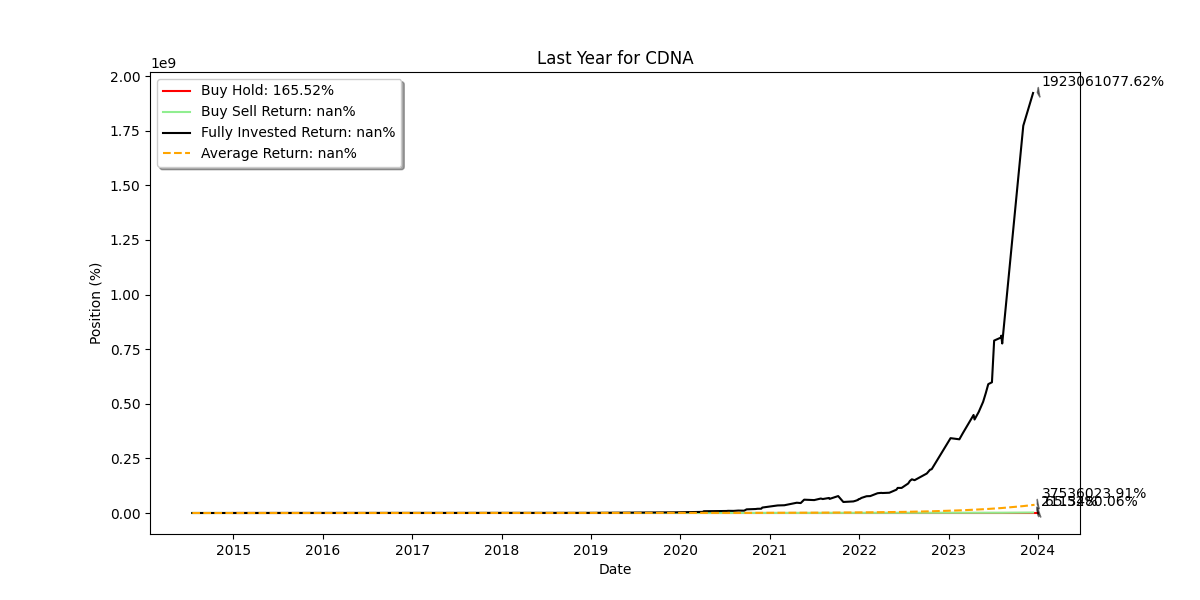 Last Year for CDNA
1e9
2.00
1.75
1.50
1.25
1.00
0.75
0.50
0.25
0.00
Position (%)
Buy Hold: 165.52%
Buy Sell Return: nan%
Fully Invested Return: nan%
Average Return: nan%
1923061077.62%
37536023.91%
2015 2016 2017 2018 2019 2020 2021 2022 2023 2024
Date